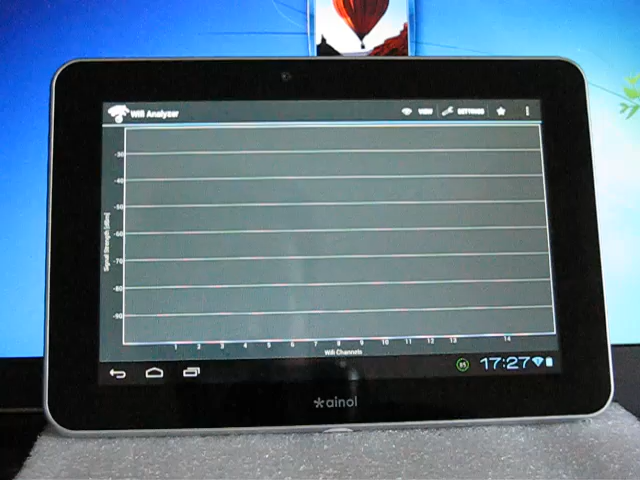 Wifi Analyzer
VIEW
SETTINGS
Signal Strength [dBm]
-30
-40
-50
-60
-70
-80
-90
1 2 3 4 5 6 7 8 9 10 11 12 13 14
Wifi Channels
85
17:27
ainol